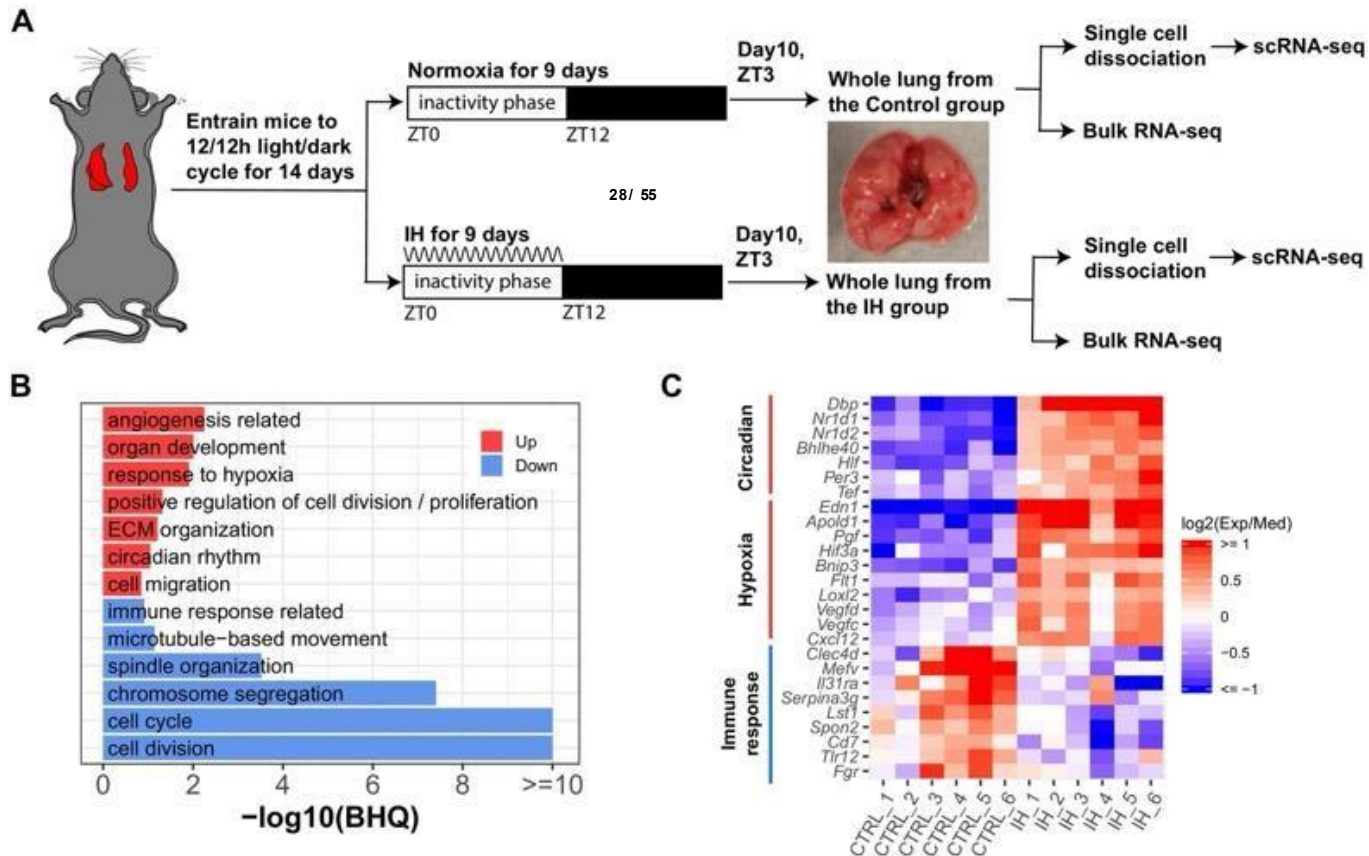 A
Entrain mice to
12/12h light/dark
cycle for 14 days
Normoxia for 9 days
inactivity phase
ZT0
ZT12
Day10,
ZT3
Whole lung from
the Control group
Single cell
dissociation
scRNA-seq
Bulk RNA-seq
28/ 55
IH for 9 days
inactivity phase
ZT0
ZT12
Day10,
ZT3
Whole lung from
the IH group
Single cell
dissociation
scRNA-seq
Bulk RNA-seq
B
angiogenesis related
organ development
response to hypoxia
positive regulation of cell division / proliferation
ECM organization
circadian rhythm
cell migration
immune response related
microtubule−based movement
spindle organization
chromosome segregation
cell cycle
cell division
Up
Down
0 2 4 6 8 >=10
−log10(BHQ)
C
Circadian
Hypoxia
Immune
response
Dbp
Nr1d1
Nr1d2
Bhlhe40
Hlf
Per3
Tef
Edn1
Apold1
Pgf
Hif3a
Bnip3
Flt1
Loxl2
Vegfd
Vegfc
Cxcl12
Clec4d
Mefv
Il31ra
Serpina3g
Lst1
Spon2
Cd7
Tlr12
Fgr
CTRL_1
CTRL_2
CTRL_3
CTRL_4
CTRL_5
CTRL_6
IH_1
IH_2
IH_3
IH_4
IH_5
IH_6
log2(Exp/Med)
>= 1
0.5
0
−0.5
<= −1